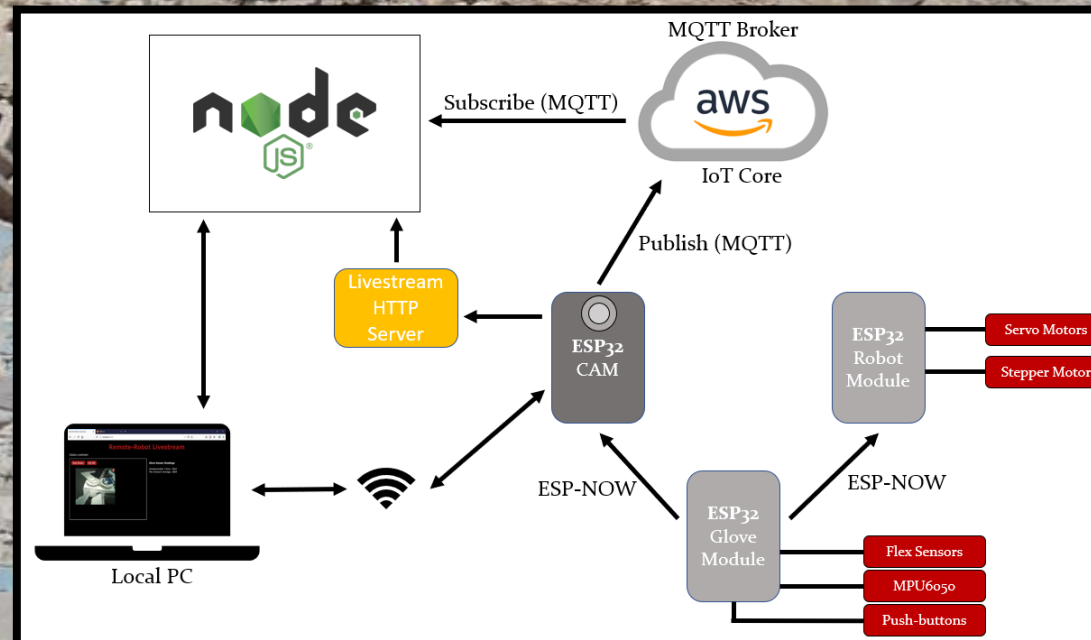 MQTT Broker
node
JS
Subscribe (MQTT)
aws
IoT Core
Publish (MQTT)
Livestream
HTTP
Server
ESP32
CAM
ESP32
Robot
Module
Servo Motors
Stepper Motor
Remote-Robot Livestream
ESP-NOW
ESP-NOW
ESP32
Glove
Module
Flex Sensors
MPU6050
Push-buttons
Local PC